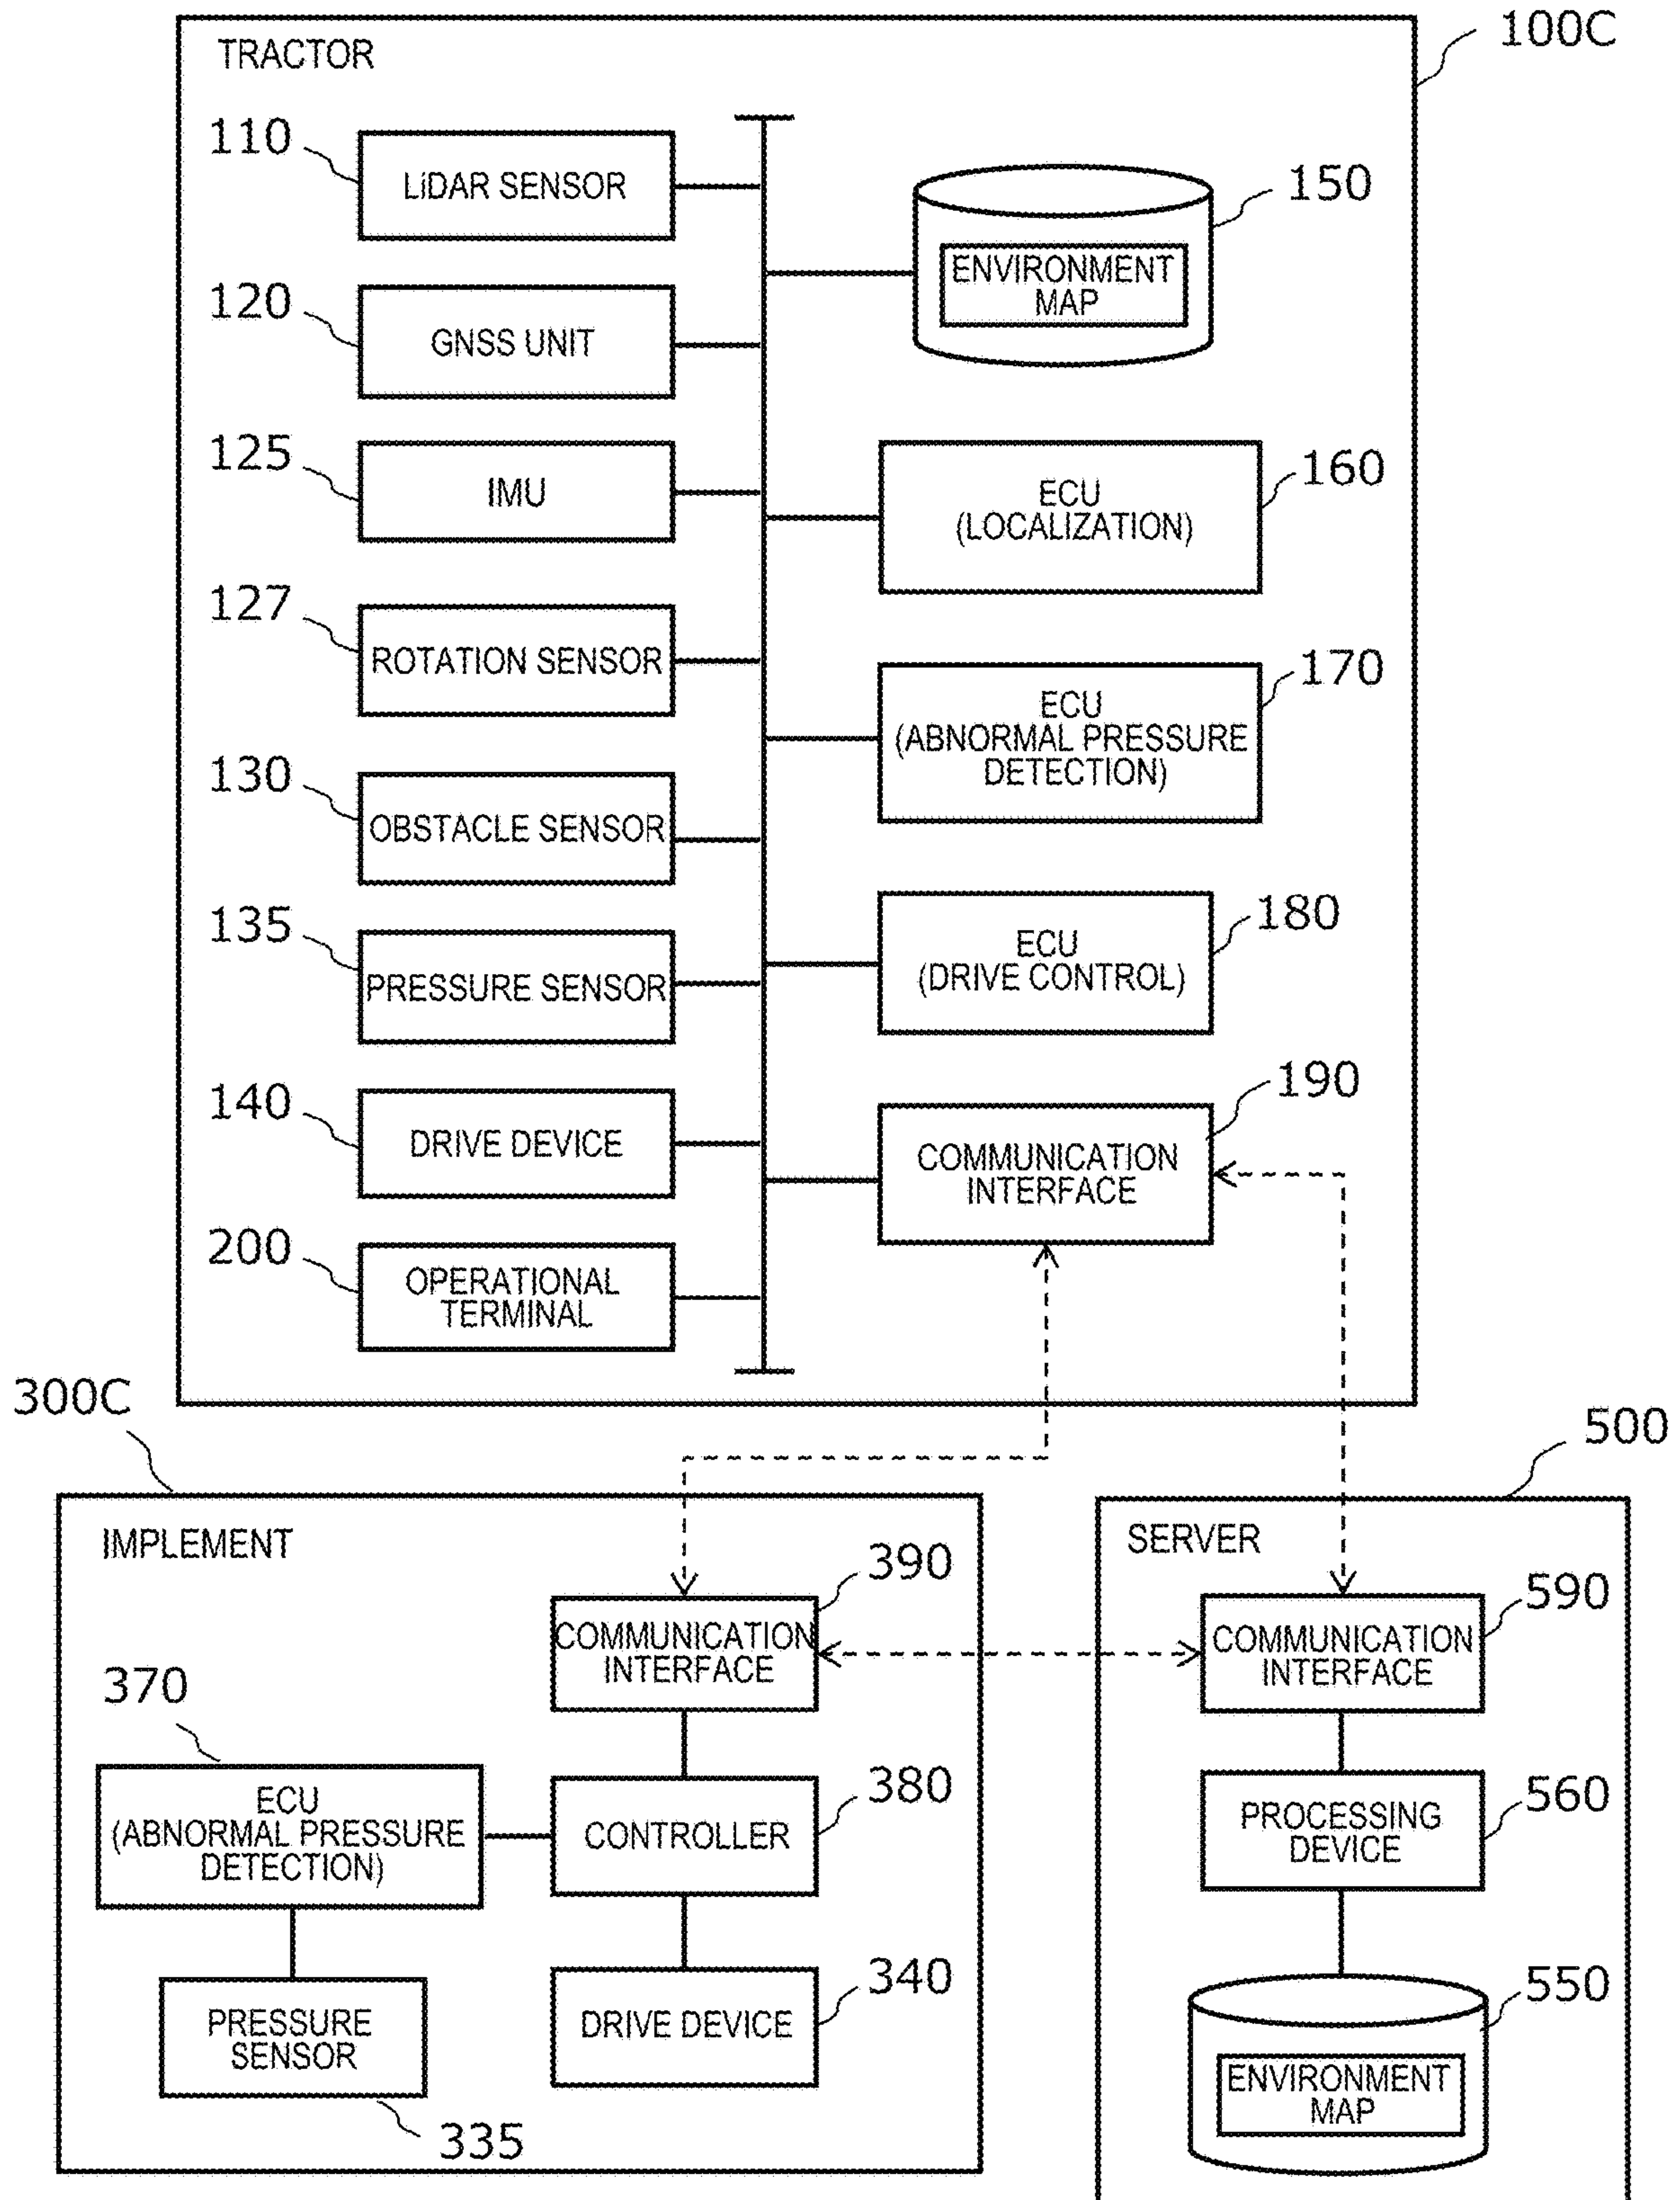 TRACTOR
100C
110
LiDAR SENSOR
150
ENVIRONMENT
MAP
120
GNSS UNIT
125
IMU
160
ECU
(LOCALIZATION)
127
ROTATION SENSOR
170
ECU
(ABNORMAL PRESSURE
DETECTION)
130
OBSTACLE SENSOR
180
ECU
(DRIVE CONTROL)
135
PRESSURE SENSOR
140
DRIVE DEVICE
190
COMMUNICATION
INTERFACE
200
OPERATIONAL
TERMINAL
300C
IMPLEMENT
390
COMMUNICATION
INTERFACE
370
ECU
(ABNORMAL PRESSURE
DETECTION)
380
CONTROLLER
340
DRIVE DEVICE
PRESSURE
SENSOR
335
500
SERVER
590
COMMUNICATION
INTERFACE
560
PROCESSING
DEVICE
550
ENVIRONMENT
MAP